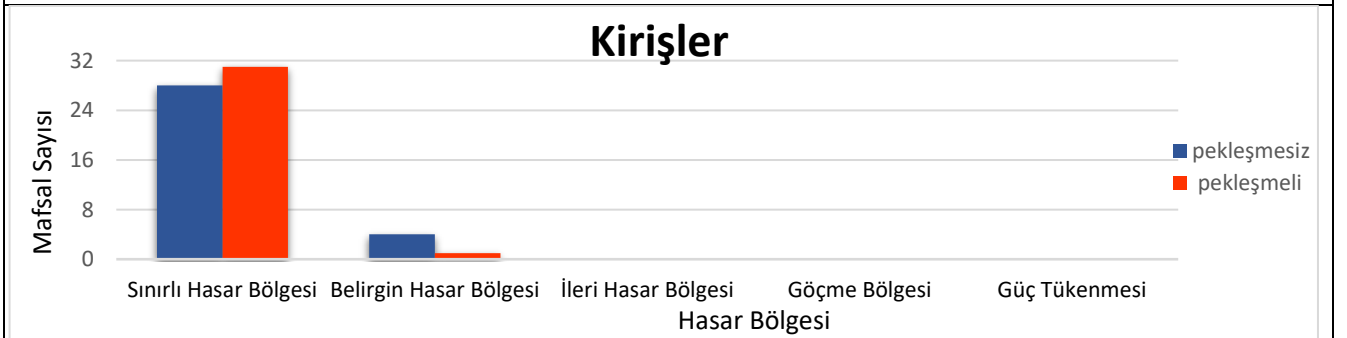 Kirişler
32
24
16
8
0
Mafsal Sayısı
Sınırlı Hasar Bölgesi Belirgin Hasar Bölgesi İleri Hasar Bölgesi Göçme Bölgesi Güç Tükenmesi
Hasar Bölgesi
pekleşmesiz
pekleşmeli